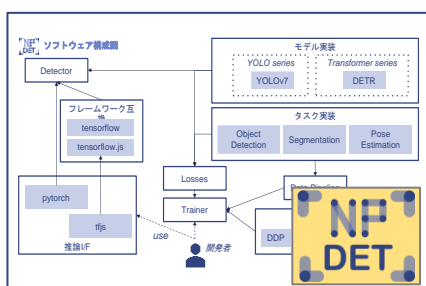 NP DET ソフトウェア構成図
モデル実装
YOLO series
Transformer series
YOLOv7
DETR
Detector
フレームワーク互換
tensorflow
tensorflow.js
タスク実装
Object Detection
Segmentation
Pose Estimation
Losses
Trainer
pytorch
tfjs
推論I/F
use
開発者
DDP
NP
DET